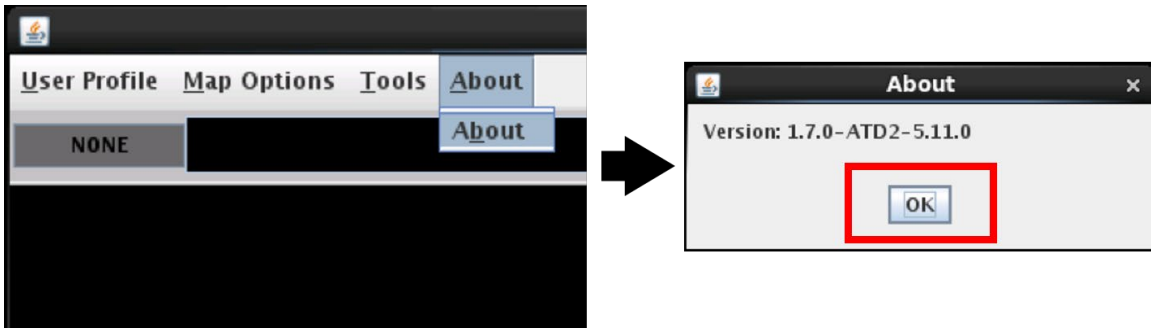 User Profile Map Options Tools About
About
NONE
About
Version: 1.7.0-ATD2-5.11.0
OK